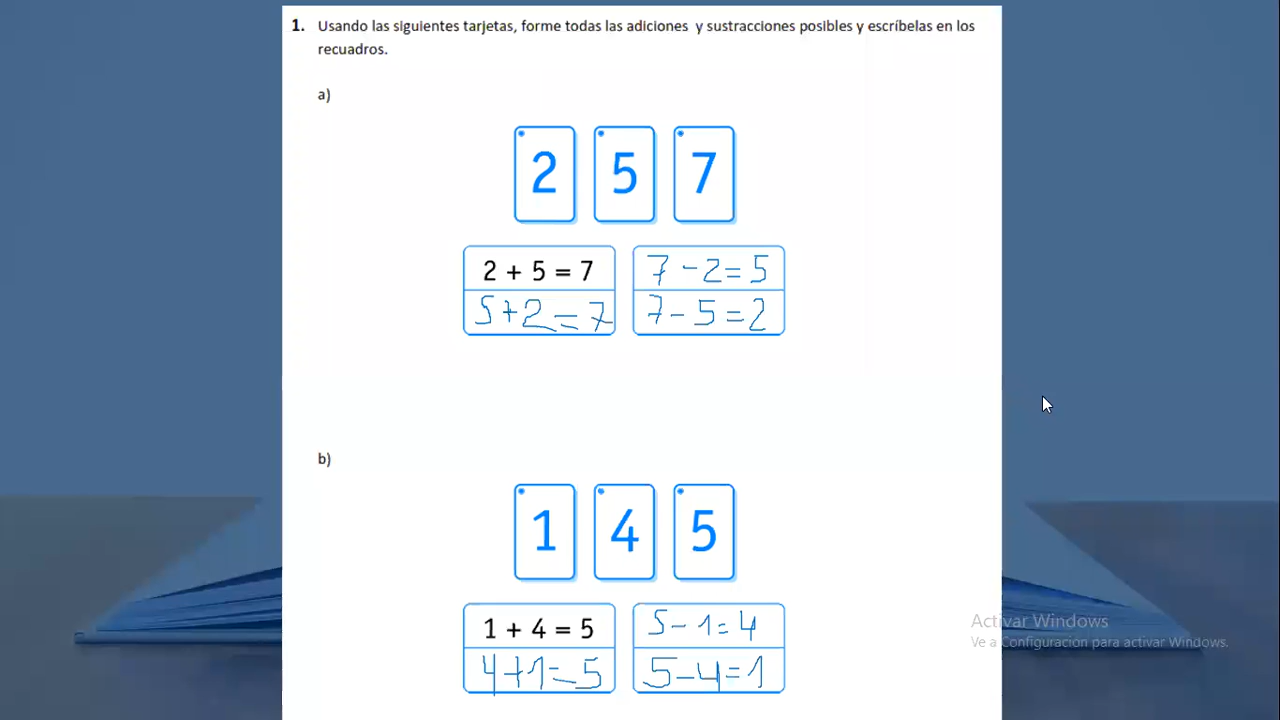 1. Usando las siguientes tarjetas, forme todas las adiciones y sustracciones posibles y escríbelas en los
recuadros.
a)
2 5 7
2 + 5 = 7
7 - 2 = 5
5 + 2 = 7
7 - 5 = 2
b)
1 4 5
1 + 4 = 5
5 - 1 = 4
4 + 1 = 5
5 - 4 = 1
Activar Windows
Ve a Configuración para activar Windows.